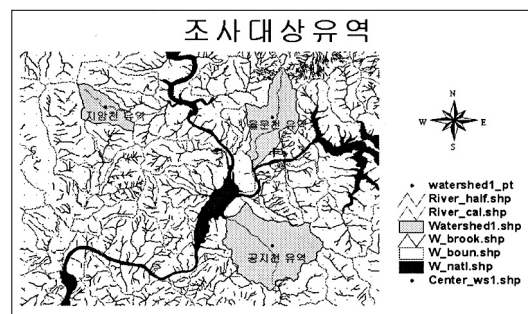 조사대상유역
지암천 유역
율문천 유역
공지천 유역
N
W E
S
watershed1_pt
River_half.shp
River_cal.shp
Watershed1.shp
W_brook.shp
W_boun.shp
W_natl.shp
Center_ws1.shp